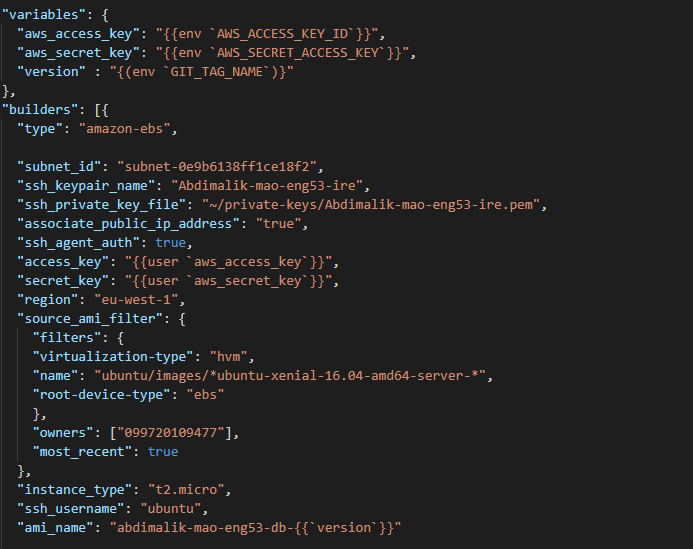 "variables": {
"aws_access_key": "{{env `AWS_ACCESS_KEY_ID`}}",
"aws_secret_key": "{{env `AWS_SECRET_ACCESS_KEY`}}",
"version" : "{(env `GIT_TAG_NAME`)}"
},
"builders": [{
"type": "amazon-ebs",
"subnet_id": "subnet-0e9b6138ff1ce18f2",
"ssh_keypair_name": "Abdimalik-mao-eng53-ire",
"ssh_private_key_file": "~/private-keys/Abdimalik-mao-eng53-ire.pem",
"associate_public_ip_address": "true",
"ssh_agent_auth": true,
"access_key": "{{user `aws_access_key`}}",
"secret_key": "{{user `aws_secret_key`}}",
"region": "eu-west-1",
"source_ami_filter": {
"filters": {
"virtualization-type": "hvm",
"name": "ubuntu/images/*ubuntu-xenial-16.04-amd64-server-*",
"root-device-type": "ebs"
},
"owners": ["099720109477"],
"most_recent": true
},
"instance_type": "t2.micro",
"ssh_username": "ubuntu",
"ami_name": "abdimalik-mao-eng53-db-{{`version`}}"